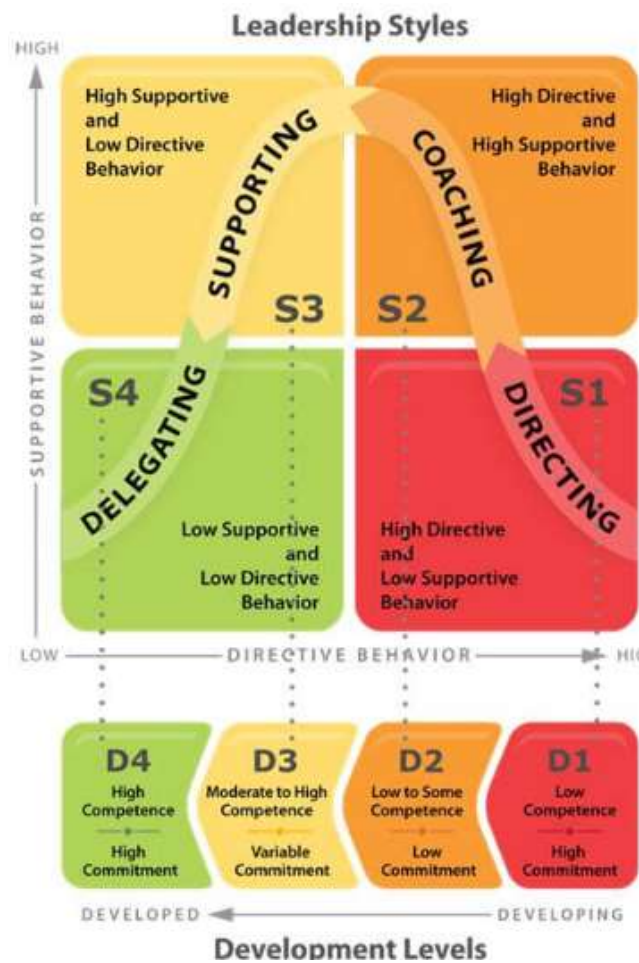 Leadership Styles
HIGH
High Supportive
and
Low Directive
Behavior
SUPPORTING
S3
High Directive
and
High Supportive
Behavior
COACHING
S2
SUPPORTIVE BEHAVIOR
S4
DELEGATING
Low Supportive
and
Low Directive
Behavior
S1
DIRECTING
High Directive
and
Low Supportive
Behavior
LOW
DIRECTIVE BEHAVIOR
HI
D4
High
Competence
High
Commitment
D3
Moderate to High
Competence
Variable
Commitment
D2
Low to Some
Competence
Low
Commitment
D1
Low
Competence
High
Commitment
DEVELOPED
DEVELOPING
Development Levels